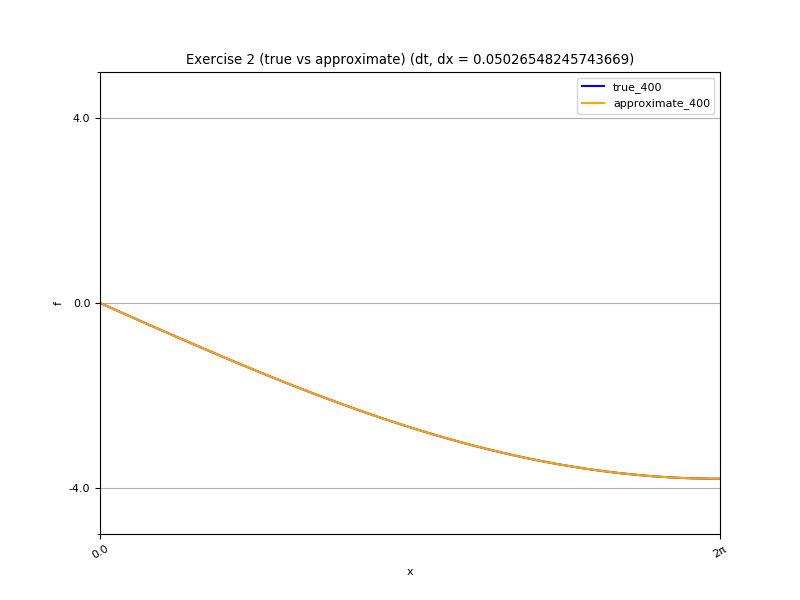 Exercise 2 (true vs approximate) (dt, dx = 0.05026548245743669)
true_400
approximate_400
4.0
f
0.0
-4.0
0.0
2π
x